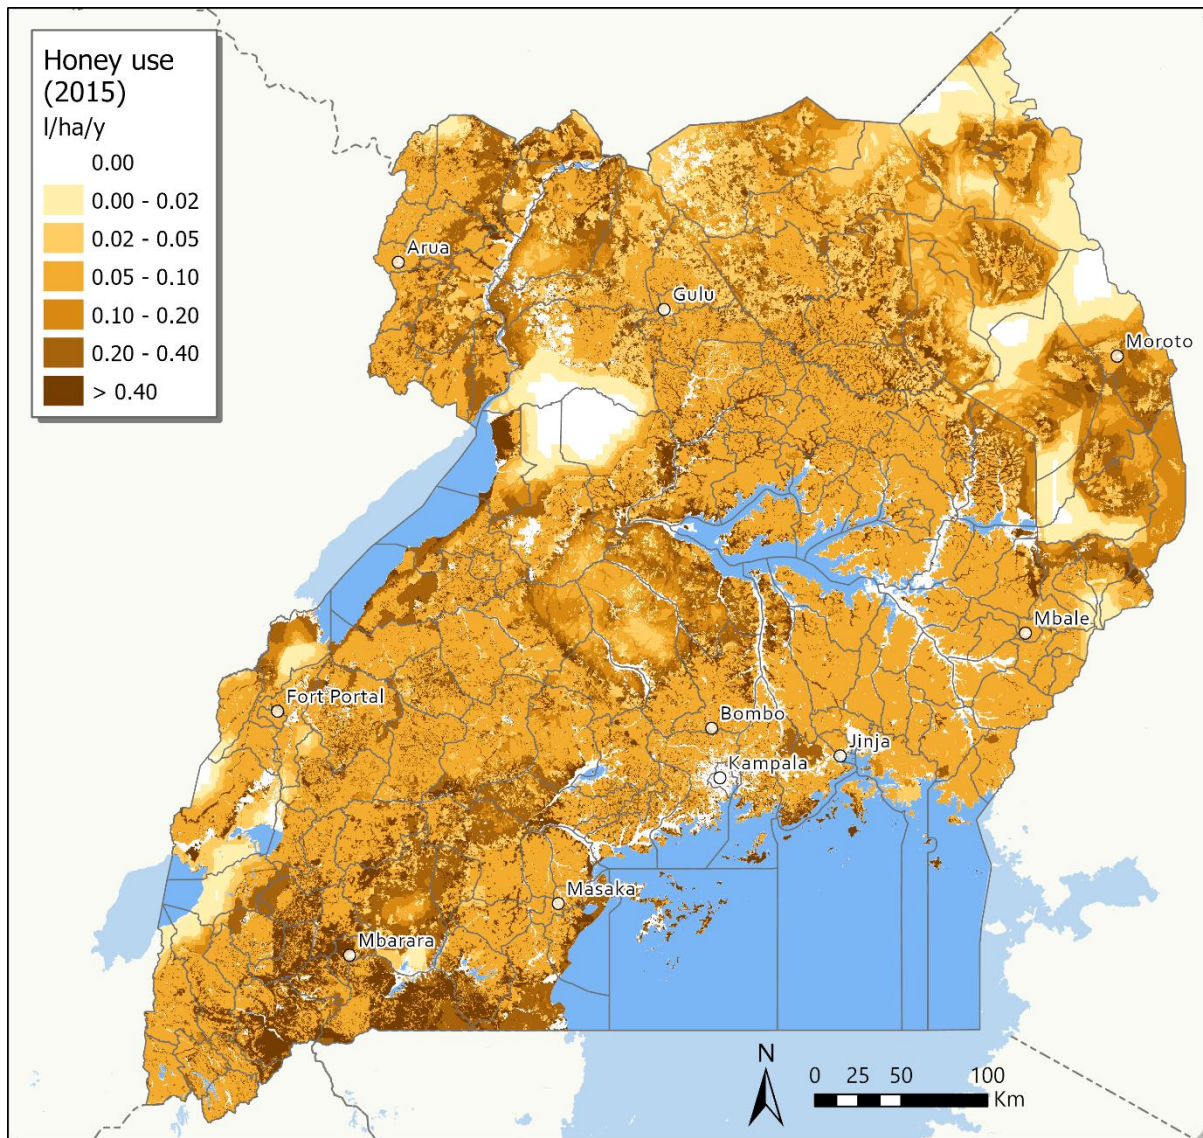 Honey use
(2015)
l/ha/y
0.00
0.00 - 0.02
0.02 - 0.05
0.05 - 0.10
0.10 - 0.20
0.20 - 0.40
> 0.40
Arua
Gulu
Moroto
Mbale
Fort Portal
Bombo
Jinja
Kampala
Masaka
Mbarara
N
0 25 50 100
Km